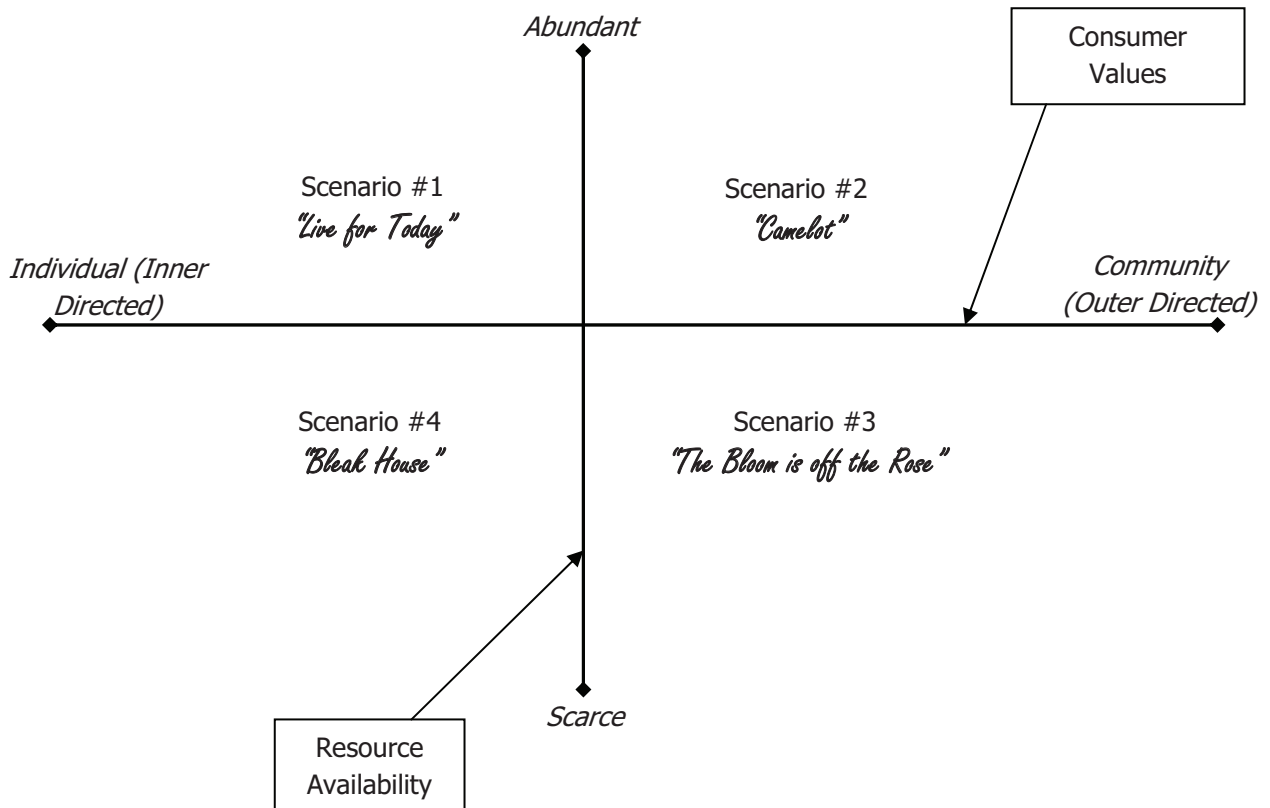 Abundant
Consumer
Values
Scenario #1
"Live for Today"
Scenario #2
"Camelot"
Individual (Inner
Directed)
Community
(Outer Directed)
Scenario #4
"Bleak House"
Scenario #3
"The Bloom is off the Rose"
Scarce
Resource
Availability